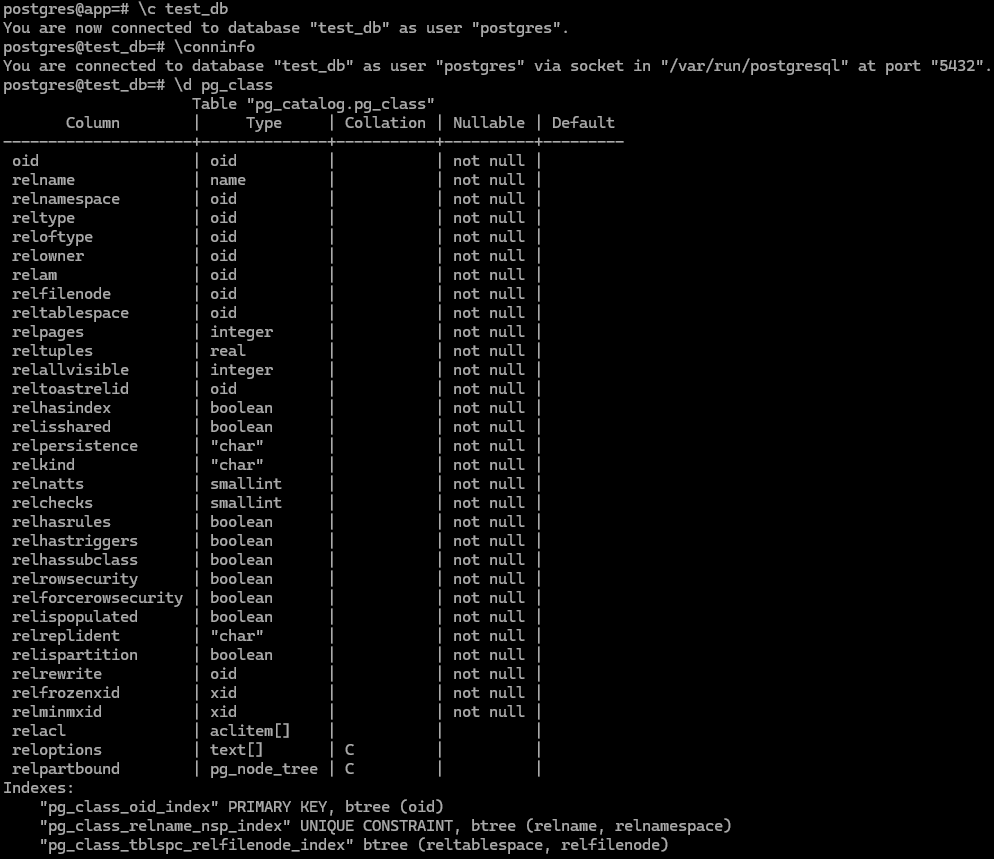 postgres@app=# \c test_db
You are now connected to database "test_db" as user "postgres".
postgres@test_db=# \conninfo
You are connected to database "test_db" as user "postgres" via socket in "/var/run/postgresql" at port "5432".
postgres@test_db=# \d pg_class
                     Table "pg_catalog.pg_class"
       Column        |     Type     | Collation | Nullable | Default
---------------------+--------------+-----------+----------+---------
 oid                 | oid          |           | not null |
 relname             | name         |           | not null |
 relnamespace        | oid          |           | not null |
 reltype             | oid          |           | not null |
 reloftype           | oid          |           | not null |
 relowner            | oid          |           | not null |
 relam               | oid          |           | not null |
 relfilenode         | oid          |           | not null |
 reltablespace       | oid          |           | not null |
 relpages            | integer      |           | not null |
 reltuples           | real         |           | not null |
 relallvisible       | integer      |           | not null |
 reltoastrelid       | oid          |           | not null |
 relhasindex         | boolean      |           | not null |
 relisshared         | boolean      |           | not null |
 relpersistence      | "char"       |           | not null |
 relkind             | "char"       |           | not null |
 relnatts            | smallint     |           | not null |
 relchecks           | smallint     |           | not null |
 relhasrules         | boolean      |           | not null |
 relhastriggers      | boolean      |           | not null |
 relhassubclass      | boolean      |           | not null |
 relrowsecurity      | boolean      |           | not null |
 relforcerowsecurity | boolean      |           | not null |
 relispopulated      | boolean      |           | not null |
 relreplident        | "char"       |           | not null |
 relispartition      | boolean      |           | not null |
 relrewrite          | oid          |           | not null |
 relfrozenxid        | xid          |           | not null |
 relminmxid          | xid          |           | not null |
 relacl              | aclitem[]    |           |          |
 reloptions          | text[]       | C         |          |
 relpartbound        | pg_node_tree | C         |          |
Indexes:
    "pg_class_oid_index" PRIMARY KEY, btree (oid)
    "pg_class_relname_nsp_index" UNIQUE CONSTRAINT, btree (relname, relnamespace)
    "pg_class_tblspc_relfilenode_index" btree (reltablespace, relfilenode)